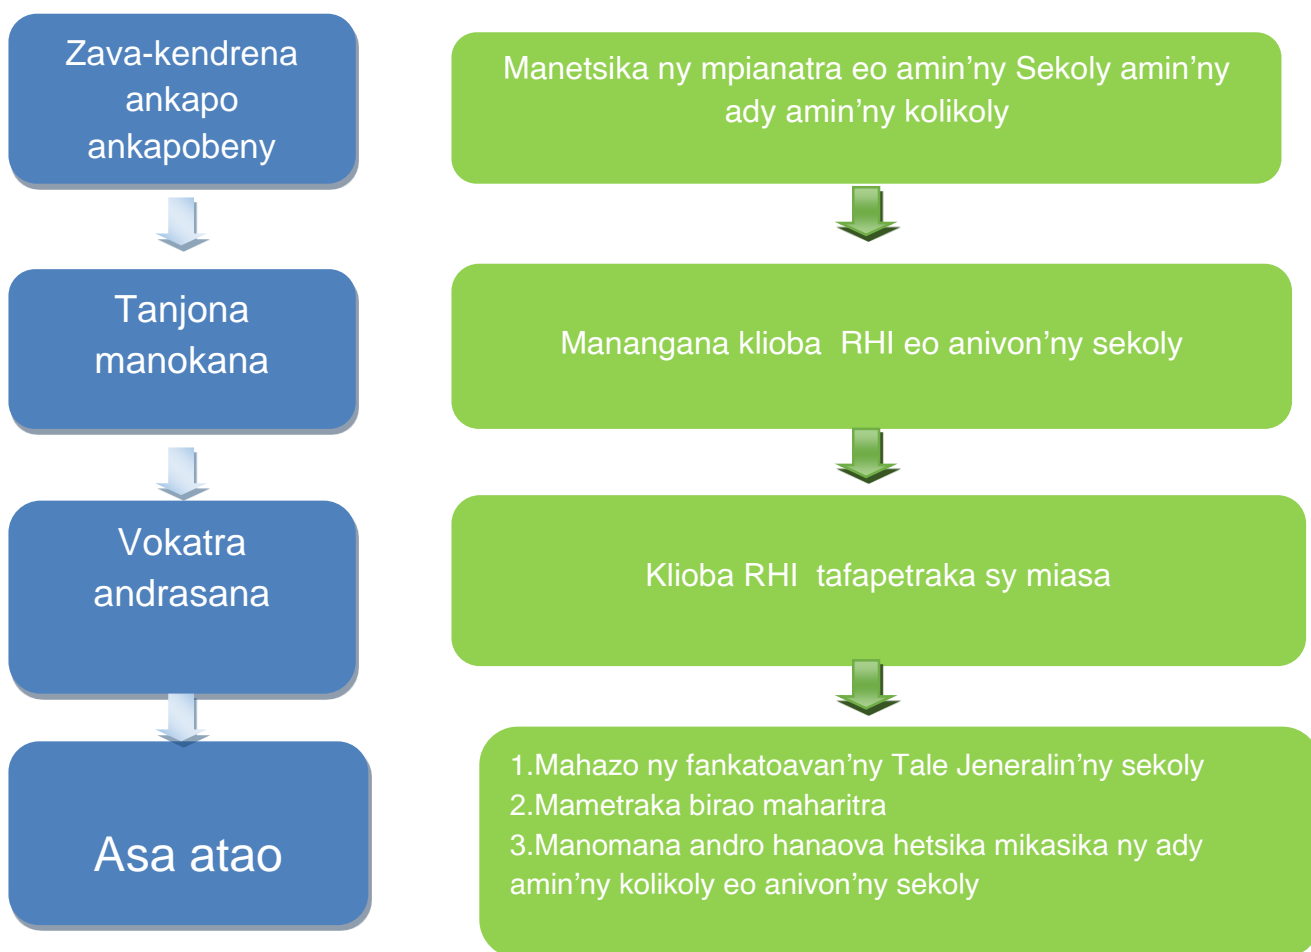 Zava-kendrena
ankapo
ankapobeny
Manetsika ny mpianatra eo amin’ny Sekoly amin’ny
ady amin’ny kolikoly
Tanjona
manokana
Manangana klioba RHI eo anivon’ny sekoly
Vokatra
andrasana
Klioba RHI tafapetraka sy miasa
Asa atao
1.Mahazo ny fankatoavan’ny Tale Jeneralin’ny sekoly
2.Mametraka birao maharitra
3.Manomana andro hanaova hetsika mikasika ny ady
amin’ny kolikoly eo anivon’ny sekoly